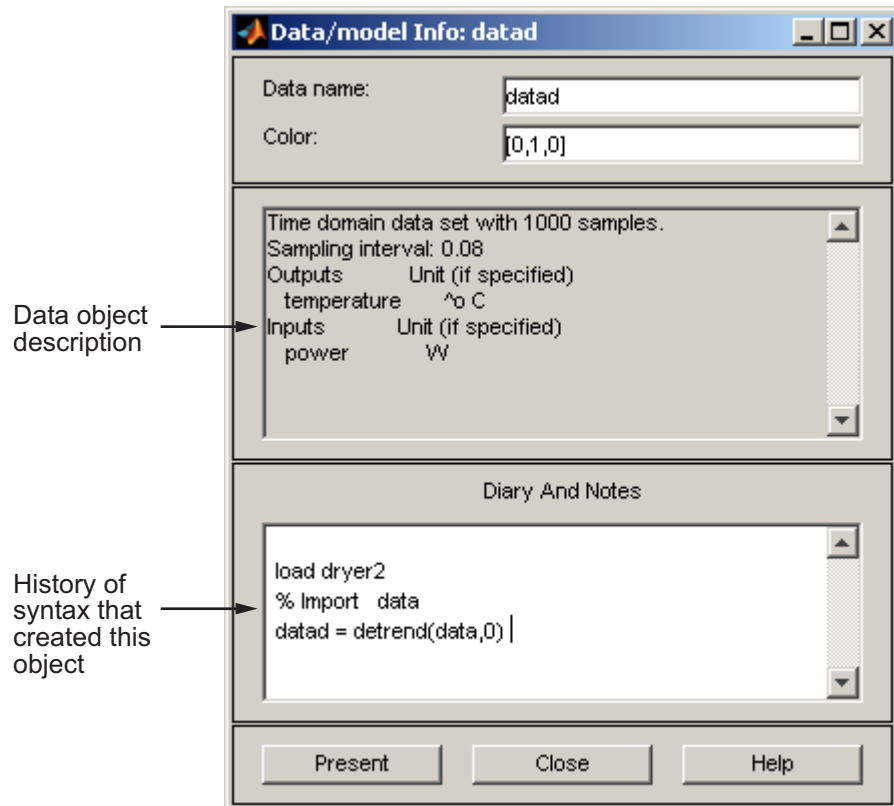 Data/model Info: datad
Data name:
datad
Color:
[0,1,0]
Time domain data set with 1000 samples.
Sampling interval: 0.08
Outputs Unit (if specified)
temperature ^o C
Inputs Unit (if specified)
power W
Data object
description
Diary And Notes
load dryer2
% Import data
datad = detrend(data,0)
History of
syntax that
created this
object
Present Close Help